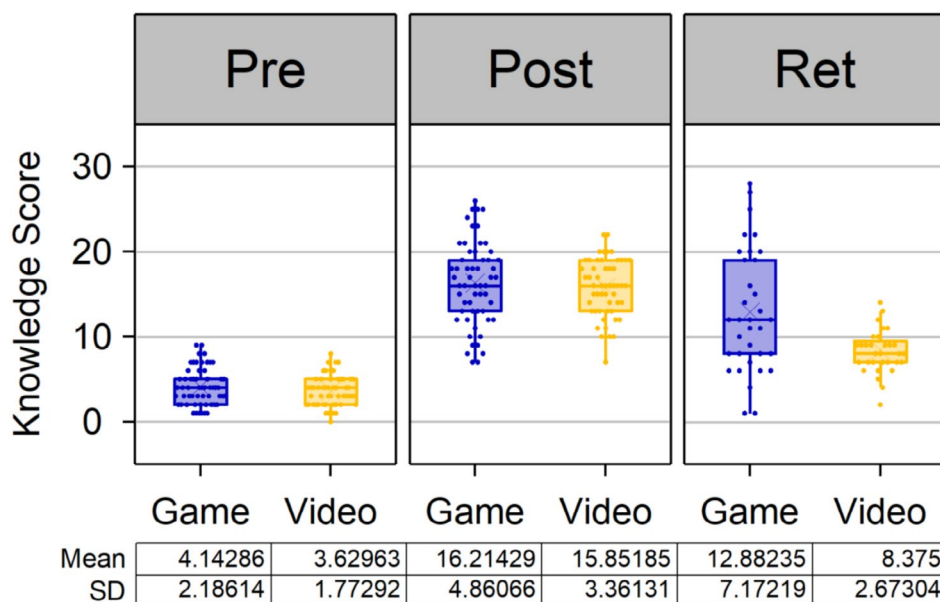 Pre Post Ret
Knowledge Score
30
20
10
0
Game Video Game Video Game Video
Mean 4.14286 3.62963 16.21429 15.85185 12.88235 8.375
SD 2.18614 1.77292 4.86066 3.36131 7.17219 2.67304